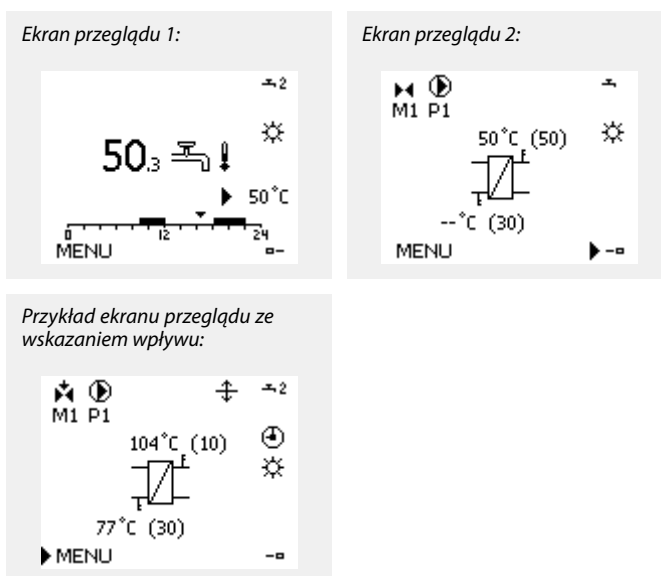 Ekran przeglądu 1:
2
50.3
50°C
0 12 24
MENU
Ekran przeglądu 2:
M1 P1
50°C (50)
--°C (30)
MENU
Przykład ekranu przeglądu ze
wskazaniem wpływu:
2
M1 P1
104°C (10)
77°C (30)
MENU